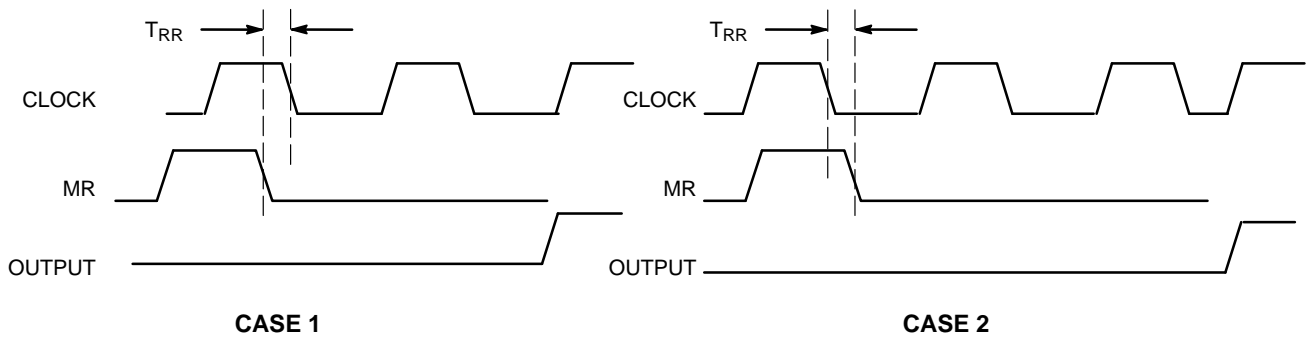 T_RR T_RR
CLOCK CLOCK
MR MR
OUTPUT OUTPUT
CASE 1 CASE 2